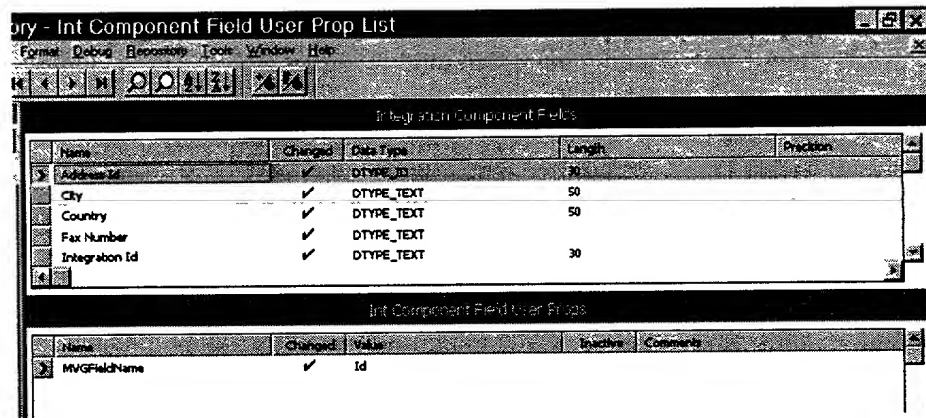 ory - Int Component Field User Prop List
Format Debug Repository Tools Window Help
Integration Component Fields
Name Changed Data Type Length Precision
Address Id ✓ DTYPE_ID 30
City ✓ DTYPE_TEXT 50
Country ✓ DTYPE_TEXT 50
Fax Number ✓ DTYPE_TEXT
Integration Id ✓ DTYPE_TEXT 30
Int Component Field User Props
Name Changed Value Inactive Comments
MVGFieldName ✓ Id